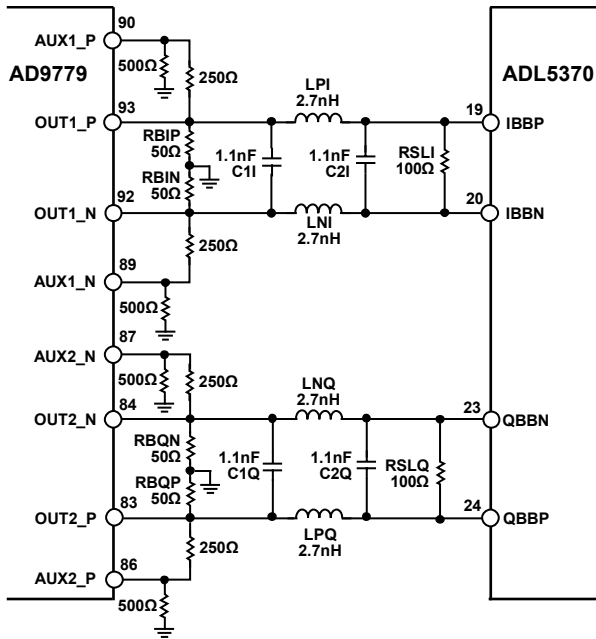 90
AUX1_P
AD9779
ADL5370
500Ω
250Ω
LPI
2.7nH
93
19
OUT1_P
IBBP
RBIP
50Ω
1.1nF
C1I
1.1nF
C2I
RSLI
100Ω
RBIN
50Ω
92
20
OUT1_N
IBBN
LNI
2.7nH
250Ω
89
AUX1_N
500Ω
87
AUX2_N
500Ω
250Ω
LNQ
2.7nH
84
23
OUT2_N
QBBN
RBQN
50Ω
1.1nF
C1Q
1.1nF
C2Q
RSLQ
100Ω
RBQP
50Ω
83
24
OUT2_P
QBBP
LPQ
2.7nH
250Ω
86
AUX2_P
500Ω